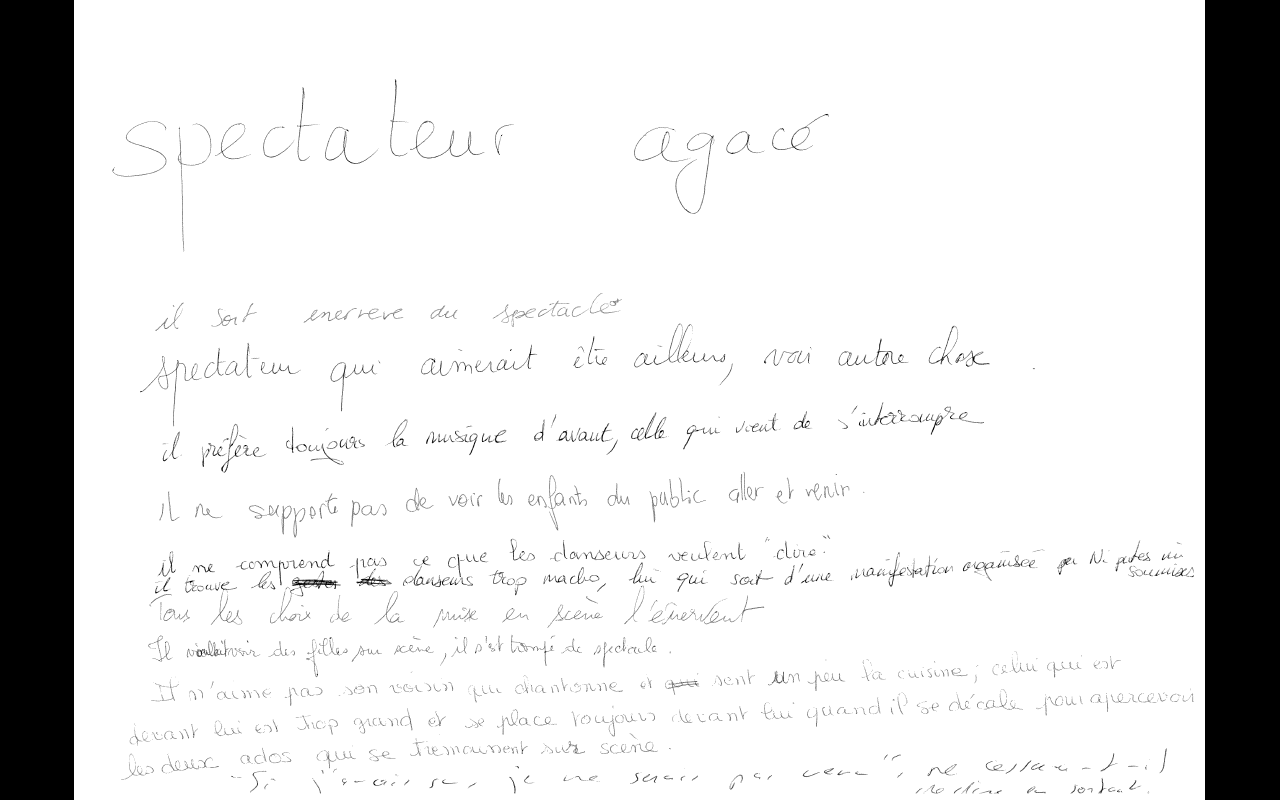 spectateur agacé
il sort enerevé du spectacle
spectateur qui aimerait être ailleurs, voir autre chose
il préfère toujours la musique d'avant, celle qui vient de s'interrompre
il ne supporte pas de voir les enfants du public aller et venir.
il ne comprend pas ce que les danseurs veulent "dire"
il trouve les danseurs trop macho, lui qui sort d'une manifestation organisée par Ni putes ni soumises
Tous les choix de la mise en scène l'énervent
Il voulait voir des filles sur scène, il s'est trompé de spectacle.
Il n'aime pas son voisin qui chantonne et sent un peu la cuisine ; celui qui est
devant lui est trop grand et se place toujours devant lui quand il se décale pour apercevoir
les deux ados qui se trémoussent sur scène.
"Si j'avais su, je ne serais pas venu", ne cessera-t-il
de dire en sortant.